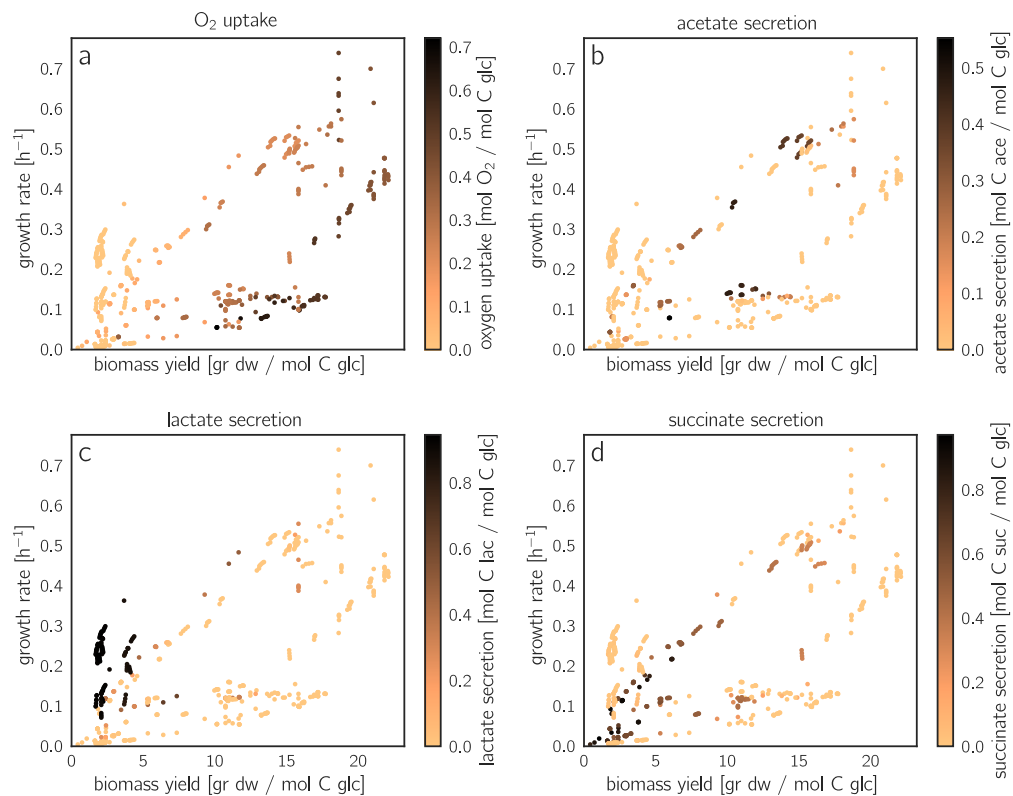 O₂ uptake
a
growth rate [h⁻¹]
0.7
0.6
0.5
0.4
0.3
0.2
0.1
0.0
biomass yield [gr dw / mol C glc]
0.7
0.6
0.5
0.4
0.3
0.2
0.1
0.0
oxygen uptake [mol O₂ / mol C glc]
acetate secretion
b
growth rate [h⁻¹]
0.7
0.6
0.5
0.4
0.3
0.2
0.1
0.0
biomass yield [gr dw / mol C glc]
0.5
0.4
0.3
0.2
0.1
0.0
acetate secretion [mol C ace / mol C glc]
lactate secretion
c
growth rate [h⁻¹]
0.7
0.6
0.5
0.4
0.3
0.2
0.1
0.0
0 5 10 15 20
biomass yield [gr dw / mol C glc]
0.8
0.6
0.4
0.2
0.0
lactate secretion [mol C lac / mol C glc]
succinate secretion
d
growth rate [h⁻¹]
0.7
0.6
0.5
0.4
0.3
0.2
0.1
0.0
0 5 10 15 20
biomass yield [gr dw / mol C glc]
0.8
0.6
0.4
0.2
0.0
succinate secretion [mol C suc / mol C glc]